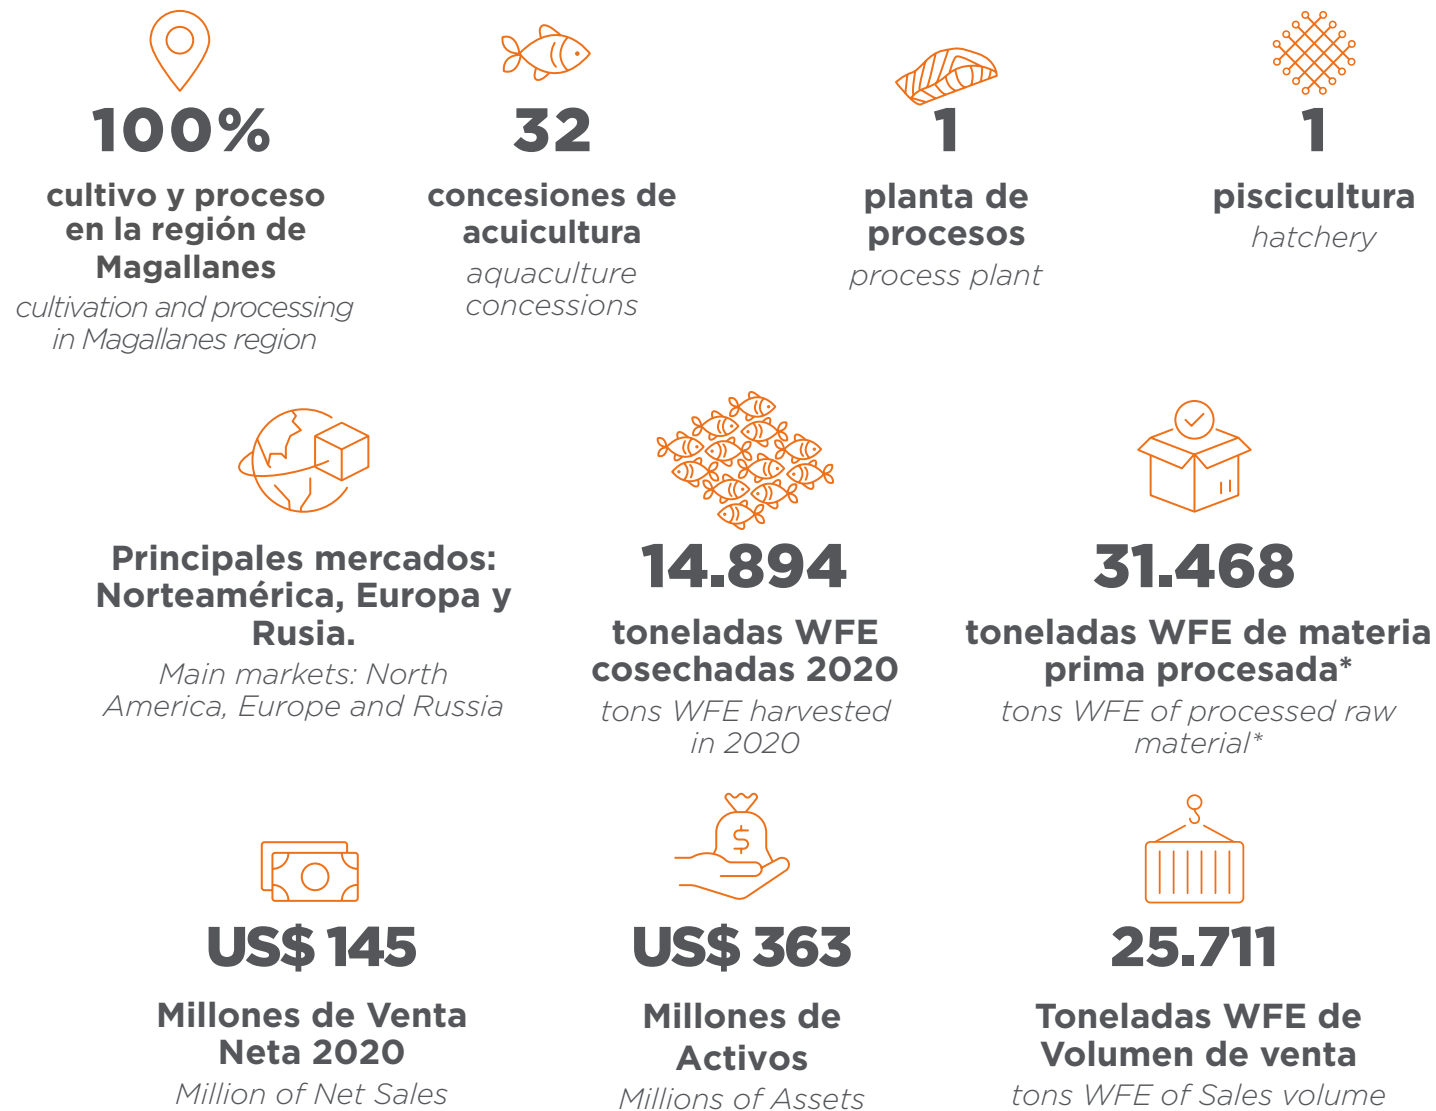 100%
cultivo y proceso
en la región de
Magallanes
cultivation and processing
in Magallanes region
32
concesiones de
acuicultura
aquaculture
concessions
1
planta de
procesos
process plant
1
piscicultura
hatchery
Principales mercados:
Norteamérica, Europa y
Rusia.
Main markets: North
America, Europe and Russia
14.894
toneladas WFE
cosechadas 2020
tons WFE harvested
in 2020
31.468
toneladas WFE de materia
prima procesada*
tons WFE of processed raw
material*
US$ 145
Millones de Venta
Neta 2020
Million of Net Sales
$
US$ 363
Millones de
Activos
Millions of Assets
25.711
Toneladas WFE de
Volumen de venta
tons WFE of Sales volume